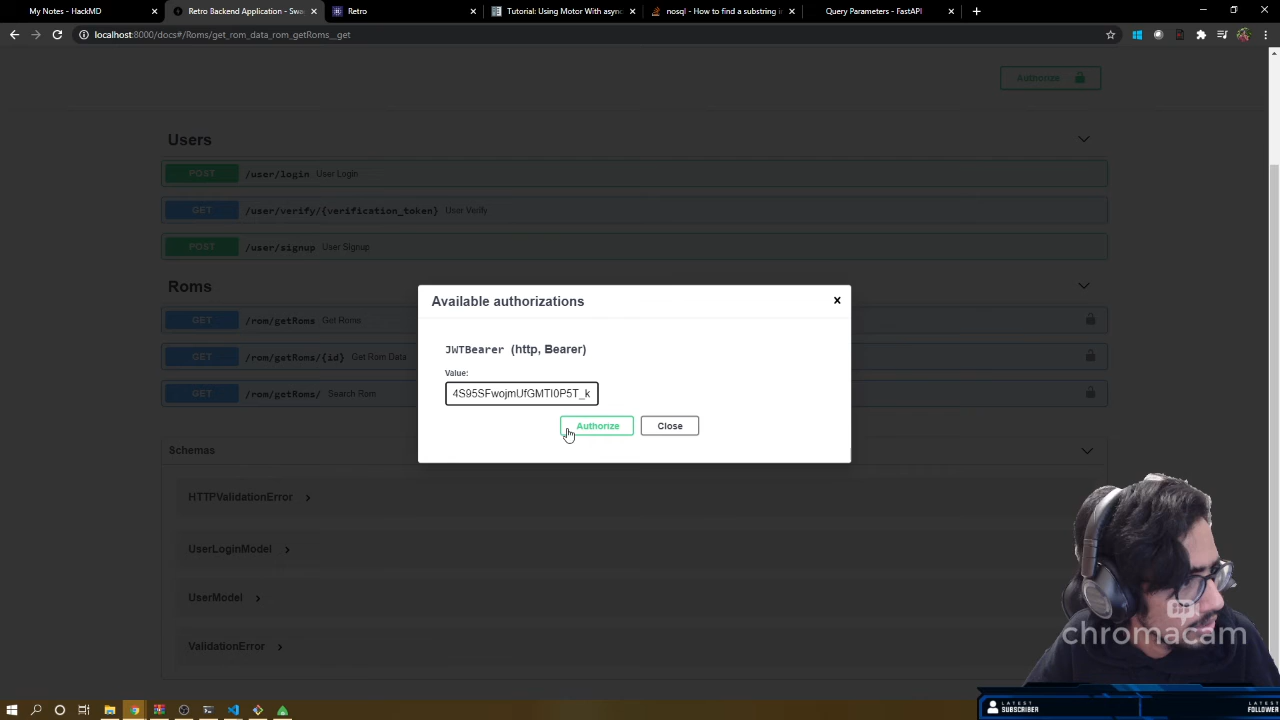 My Notes - HackMD
Retro Backend Application - Swa
Retro
Tutorial: Using Motor With async
nosql - How to find a substring in
Query Parameters - FastAPI
localhost:8000/docs#/Roms/get_rom_data_rom_getRoms__get
Authorize
Users
POST /user/login User Login
GET /user/verify/{verification_token} User Verify
POST /user/signup User Signup
Roms
GET /rom/getRoms Get Roms
GET /rom/getRoms/{id} Get Rom Data
GET /rom/getRoms/ Search Rom
Available authorizations
JWTBearer (http, Bearer)
Value:
4S95SFwojmUfGMTI0P5T_k
Authorize
Close
Schemas
HTTPValidationError
UserLoginModel
UserModel
ValidationError
chromacam
LATEST
SUBSCRIBER
LATEST
FOLLOWER